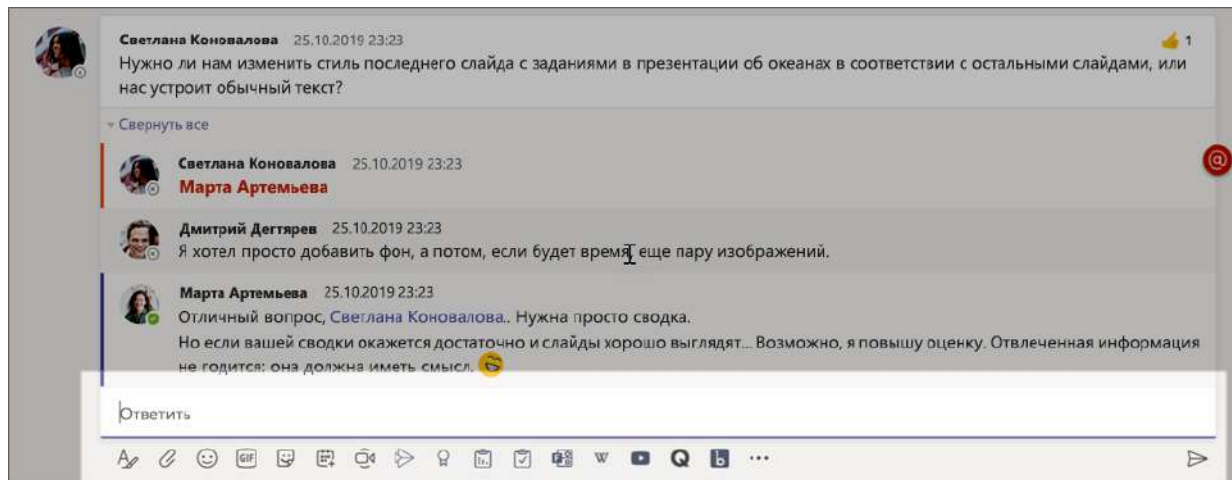 Светлана Коновалова 25.10.2019 23:23
1
Нужно ли нам изменить стиль последнего слайда с заданиями в презентации об океанах в соответствии с остальными слайдами, или
нас устроит обычный текст?
Свернуть все
Светлана Коновалова 25.10.2019 23:23
@
Марта Артемьева
Дмитрий Дегтярев 25.10.2019 23:23
Я хотел просто добавить фон, а потом, если будет время, еще пару изображений.
Марта Артемьева 25.10.2019 23:23
Отличный вопрос, Светлана Коновалова.. Нужна просто сводка.
Но если вашей сводки окажется достаточно и слайды хорошо выглядят... Возможно, я повышу оценку. Отвлеченная информация
не годится: она должна иметь смысл.
Ответить
GIF W Q b ...